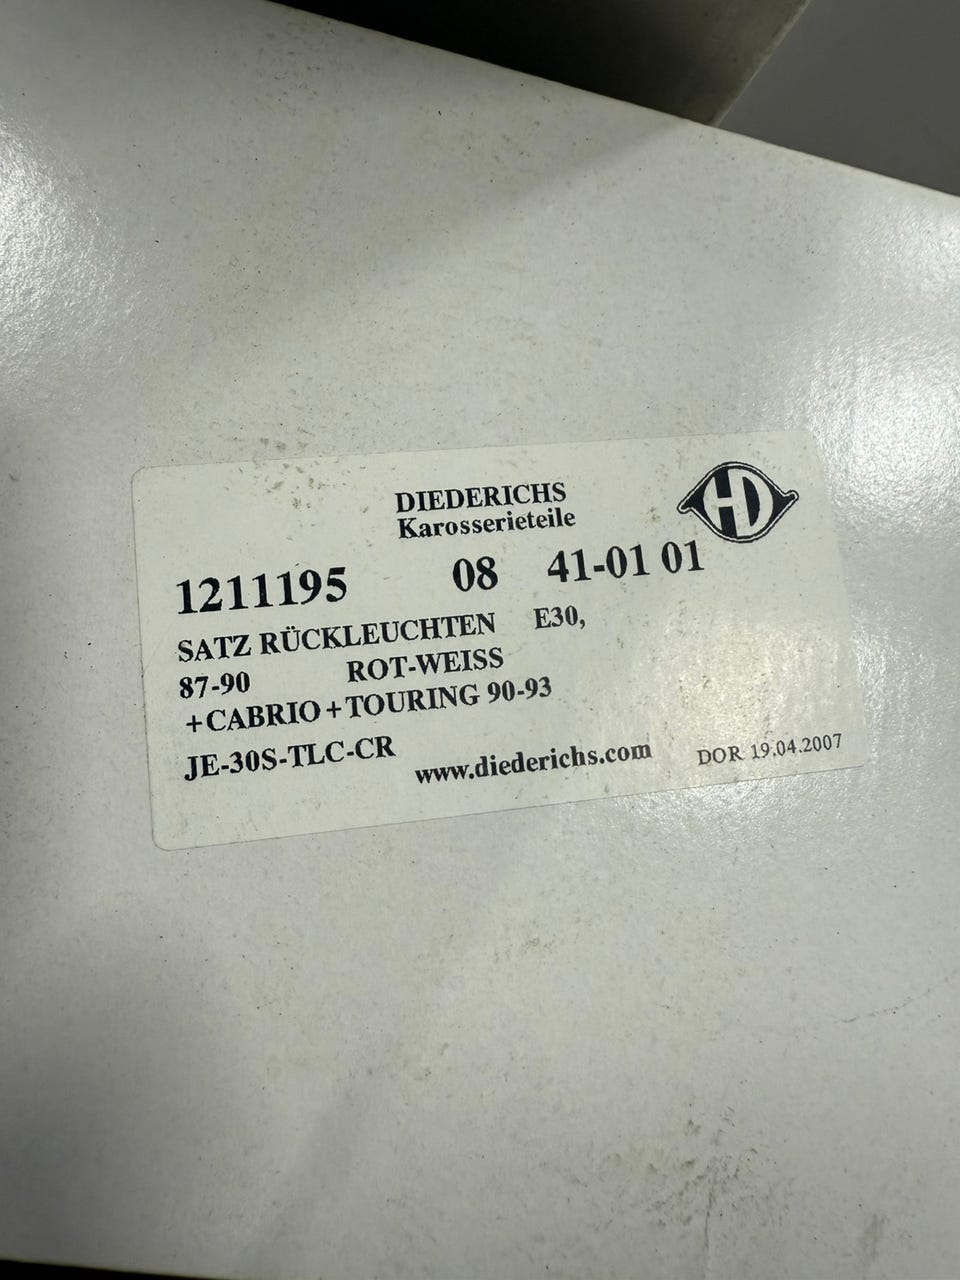 DIEDERICHS
Karosserieteile
HD
1211195 08 41-01 01
SATZ RÜCKLEUCHTEN E30,
87-90 ROT-WEISS
+CABRIO+TOURING 90-93
JE-30S-TLC-CR
www.diederichs.com
DOR 19.04.2007